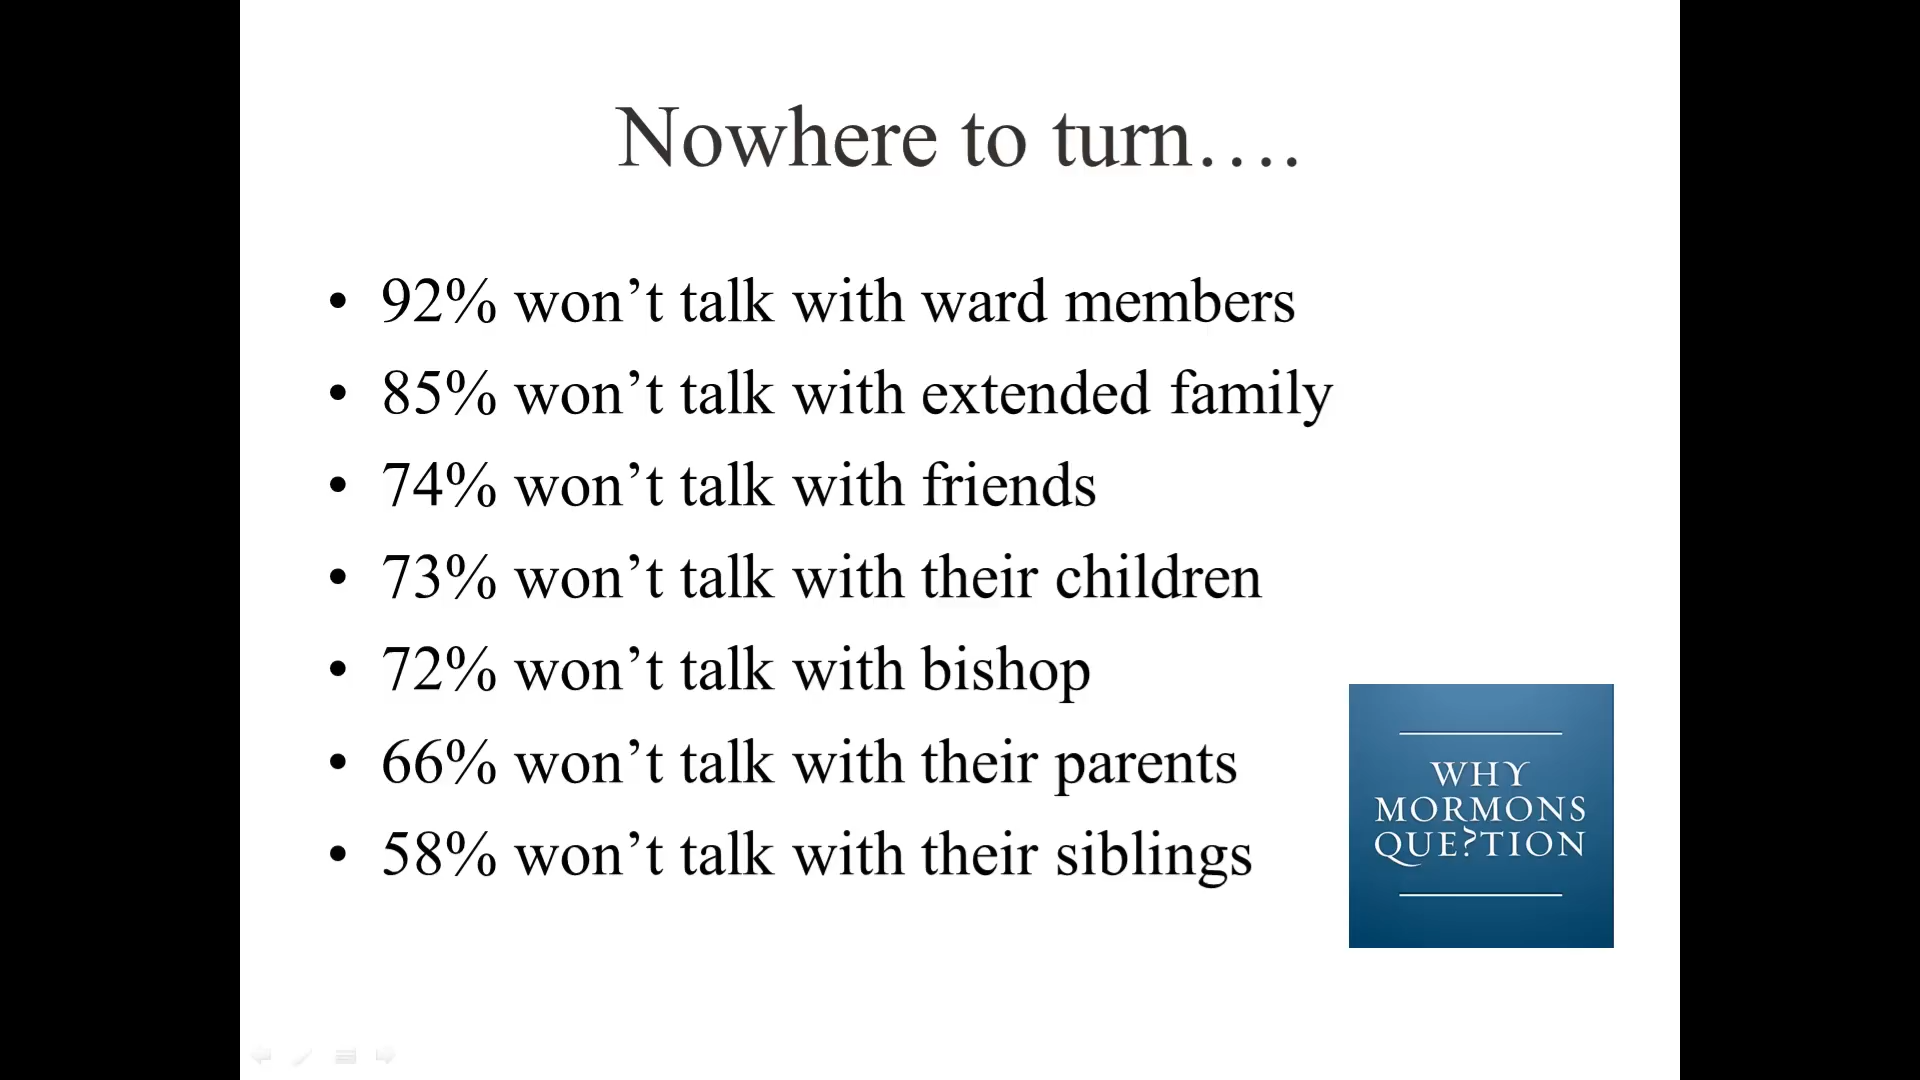 Nowhere to turn….
• 92% won’t talk with ward members
• 85% won’t talk with extended family
• 74% won’t talk with friends
• 73% won’t talk with their children
• 72% won’t talk with bishop
• 66% won’t talk with their parents
• 58% won’t talk with their siblings
WHY
MORMONS
QUE?TION